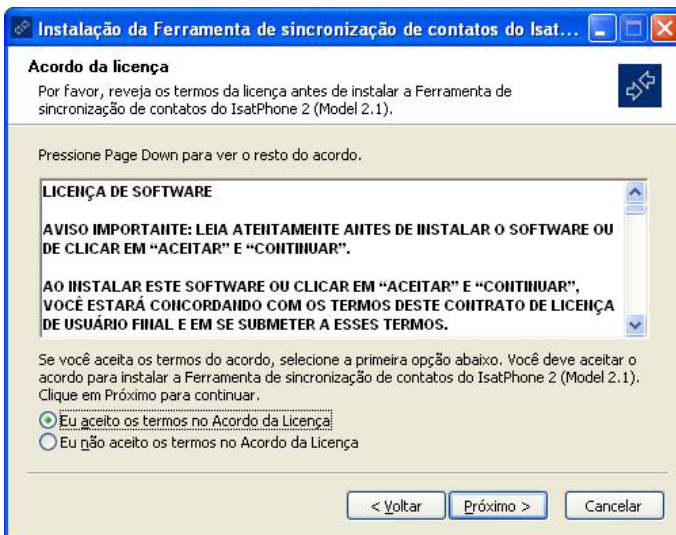 Instalação da Ferramenta de sincronização de contatos do Isat...
Acordo da licença
Por favor, reveja os termos da licença antes de instalar a Ferramenta de
sincronização de contatos do IsatPhone 2 (Model 2.1).
Pressione Page Down para ver o resto do acordo.
LICENÇA DE SOFTWARE
AVISO IMPORTANTE: LEIA ATENTAMENTE ANTES DE INSTALAR O SOFTWARE OU
DE CLICAR EM “ACEITAR” E “CONTINUAR”.
AO INSTALAR ESTE SOFTWARE OU CLICAR EM “ACEITAR” E “CONTINUAR”,
VOCÊ ESTARÁ CONCORDANDO COM OS TERMOS DESTE CONTRATO DE LICENÇA
DE USUÁRIO FINAL E EM SE SUBMETER A ESSES TERMOS.
Se você aceita os termos do acordo, selecione a primeira opção abaixo. Você deve aceitar o
acordo para instalar a Ferramenta de sincronização de contatos do IsatPhone 2 (Model 2.1).
Clique em Próximo para continuar.
Eu aceito os termos no Acordo da Licença
Eu não aceito os termos no Acordo da Licença
< Voltar
Próximo >
Cancelar